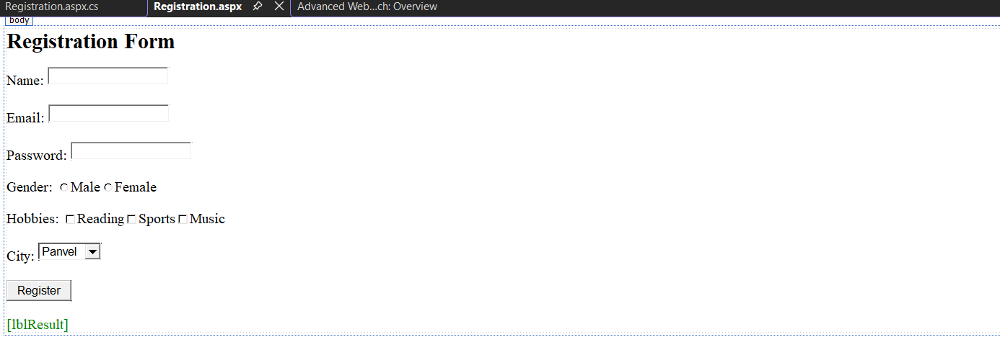 Registration.aspx.cs Registration.aspx Advanced Web...ch: Overview
body
Registration Form
Name:
Email:
Password:
Gender: Male Female
Hobbies: Reading Sports Music
City: Panvel
Register
[lblResult]